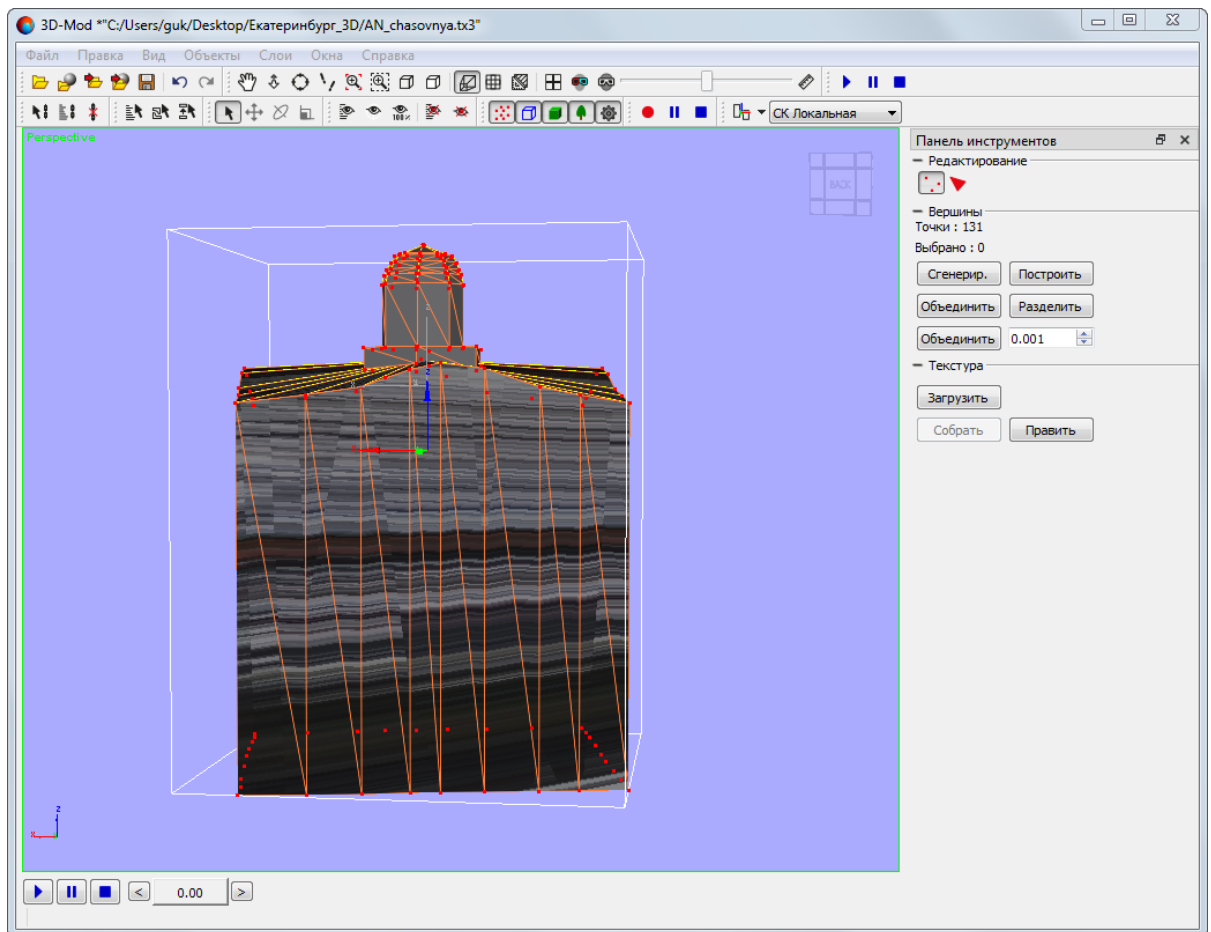 3D-Mod *"C:/Users/guk/Desktop/Екатеринбург_3D/AN_chasovnya.tx3"
Файл Правка Вид Объекты Слои Окна Справка
100%
СК Локальная
Perspective
BACK
Панель инструментов
Редактирование
Вершины
Точки : 131
Выбрано : 0
Сгенерир. Построить
Объединить Разделить
Объединить 0.001
Текстура
Загрузить
Собрать Править
z
z
x
< 0.00 >